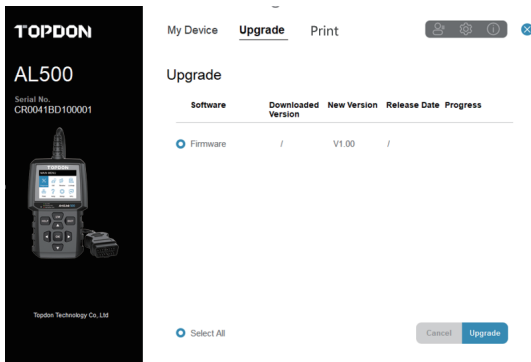 TOPDON
AL500
Serial No.
CR0041BD100001
TOPDON
Topdon Technology Co,.Ltd
My Device Upgrade Print
Upgrade
Software Downloaded Version New Version Release Date Progress
Firmware / V1.00 /
Select All
Cancel Upgrade